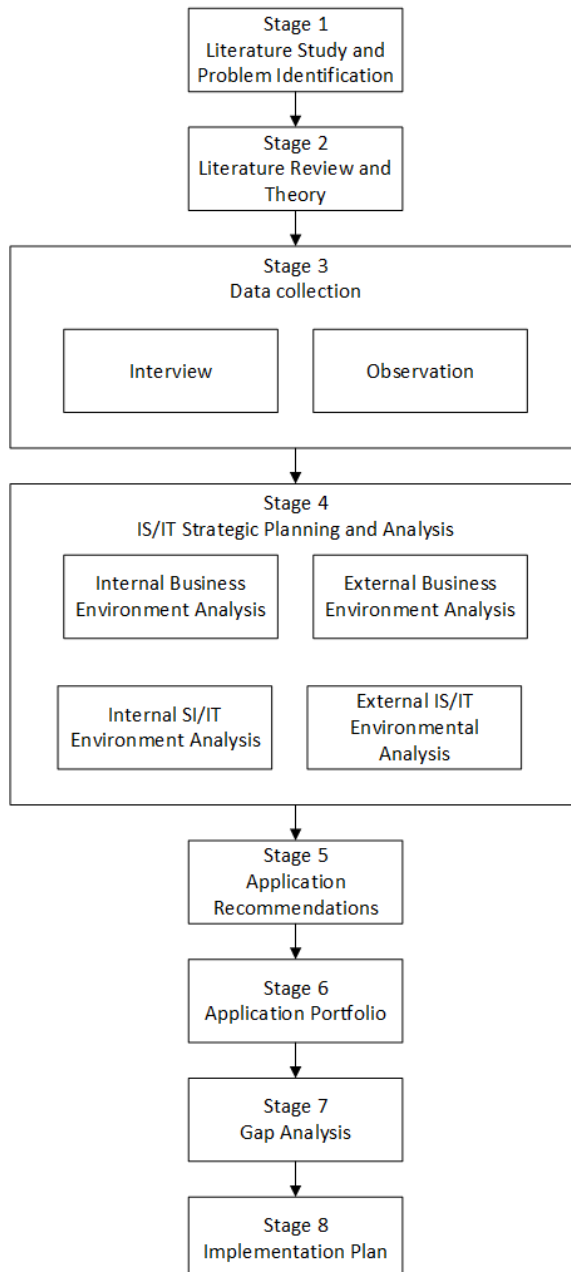 Stage 1
Literature Study and
Problem Identification
Stage 2
Literature Review and
Theory
Stage 3
Data collection
Interview
Observation
Stage 4
IS/IT Strategic Planning and Analysis
Internal Business
Environment Analysis
External Business
Environment Analysis
Internal SI/IT
Environment Analysis
External IS/IT
Environmental
Analysis
Stage 5
Application
Recommendations
Stage 6
Application Portfolio
Stage 7
Gap Analysis
Stage 8
Implementation Plan